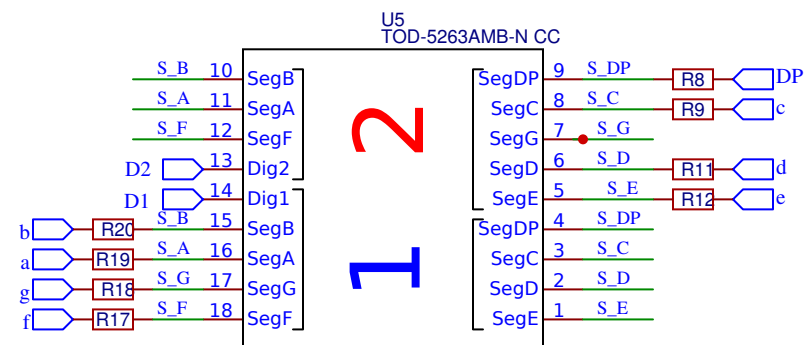 U5
TOD-5263AMB-N CC
S_B 10 SegB SegDP 9 S_DP R8 DP
S_A 11 SegA SegC 8 S_C R9 c
S_F 12 SegF 2 SegG 7 S_G
D2 13 Dig2 SegD 6 S_D R11 d
D1 14 Dig1 SegE 5 S_E R12 e
b R20 S_B 15 SegB SegDP 4 S_DP
a R19 S_A 16 SegA 1 SegC 3 S_C
g R18 S_G 17 SegG SegD 2 S_D
f R17 S_F 18 SegF SegE 1 S_E